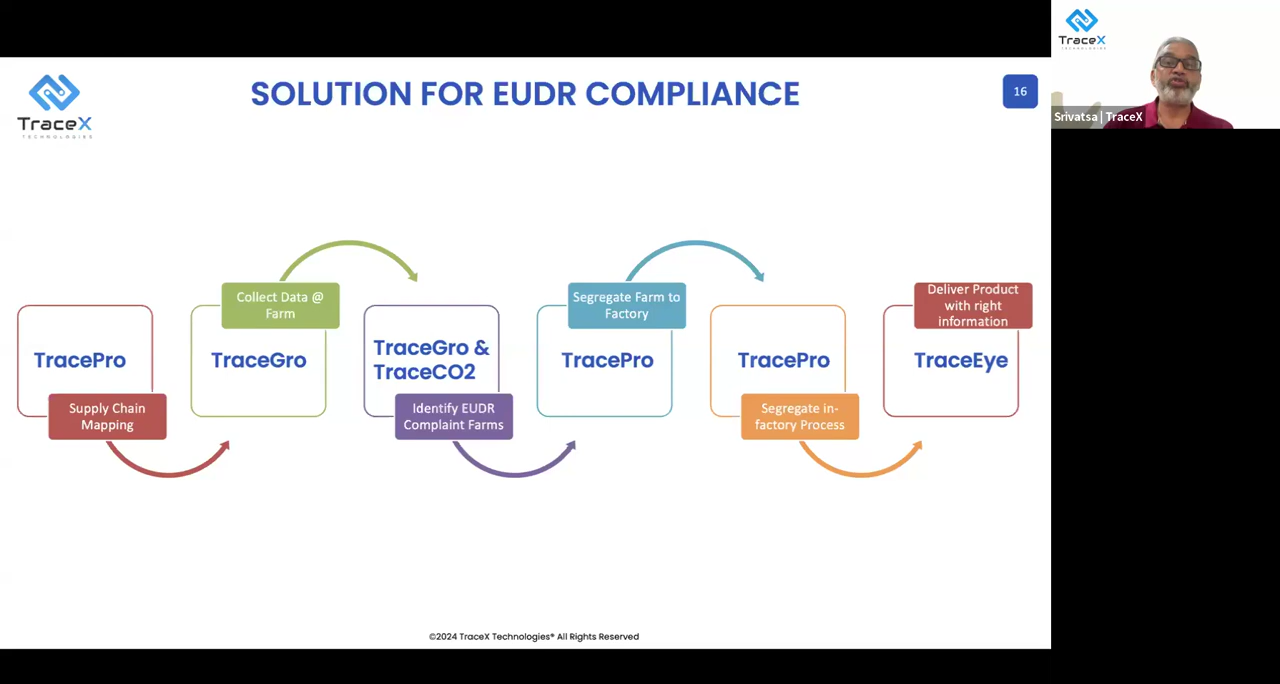 TraceX
TECHNOLOGIES
SOLUTION FOR EUDR COMPLIANCE
16
TraceX
TECHNOLOGIES
Srivatsa | TraceX
TracePro
Supply Chain
Mapping
Collect Data @
Farm
TraceGro
TraceGro &
TraceCO2
Identify EUDR
Complaint Farms
Segregate Farm to
Factory
TracePro
TracePro
Segregate in-
factory Process
Deliver Product
with right
information
TraceEye
©2024 TraceX Technologies® All Rights Reserved